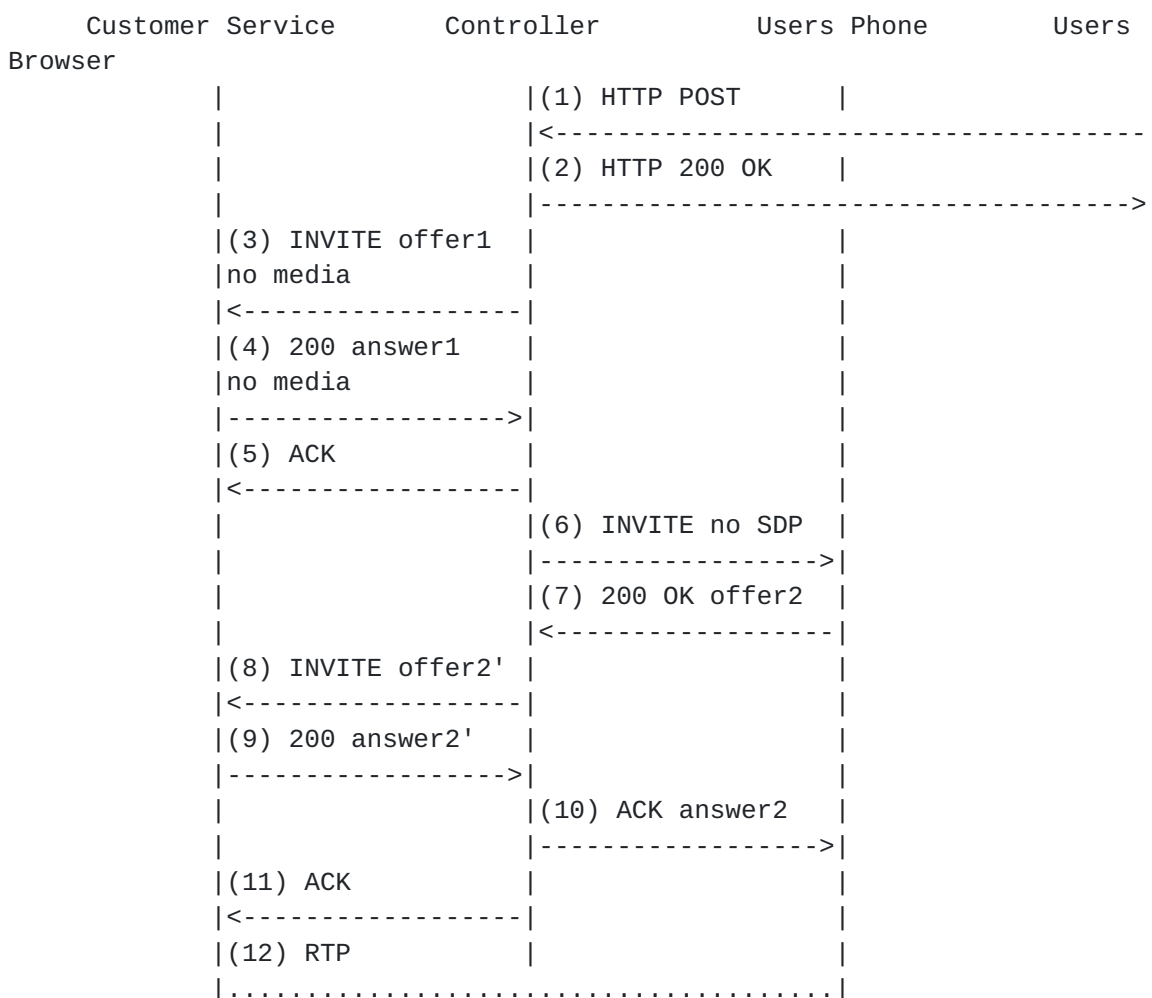 Customer Service Controller Users Phone Users
Browser
(1) HTTP POST
(2) HTTP 200 OK
(3) INVITE offer1
no media
(4) 200 answer1
no media
(5) ACK
(6) INVITE no SDP
(7) 200 OK offer2
(8) INVITE offer2'
(9) 200 answer2'
(10) ACK answer2
(11) ACK
(12) RTP